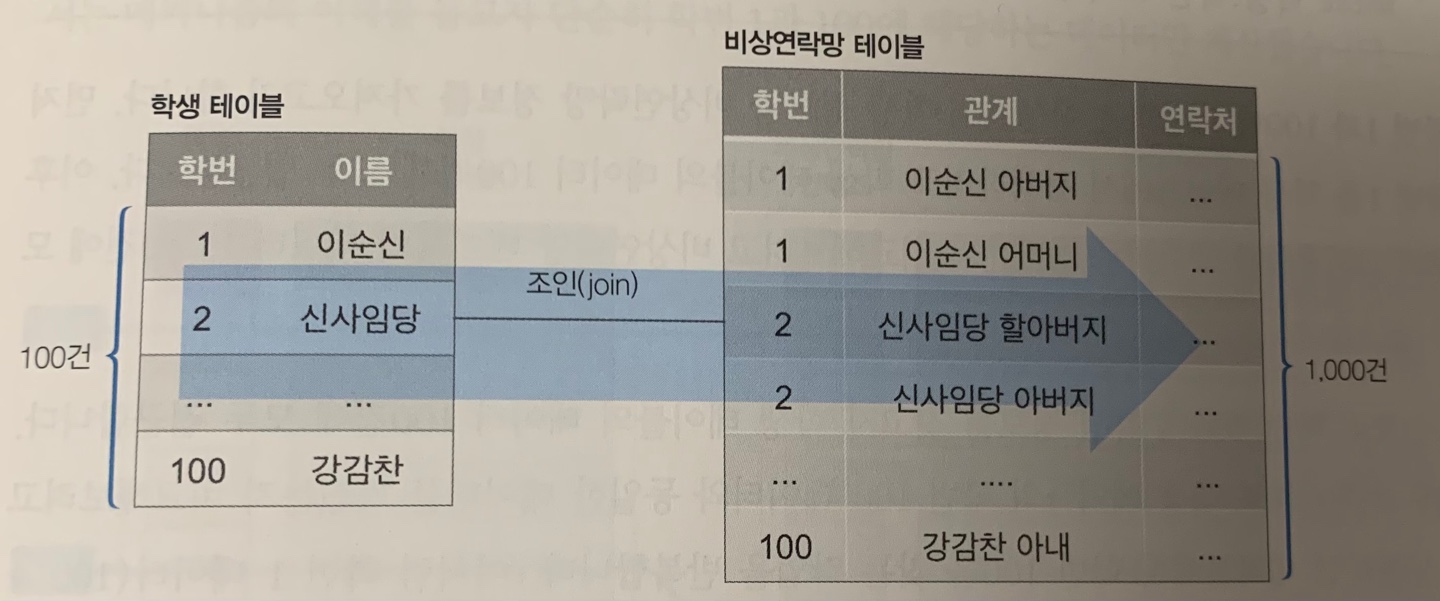 비상연락망 테이블
학생 테이블
학번 관계 연락처
학번 이름
1 이순신 아버지 ...
1 이순신
1 이순신 어머니 ...
조인(join)
2 신사임당
2 신사임당 할아버지 ...
100건
1,000건
... ...
2 신사임당 아버지 ...
100 강감찬
... .... ...
100 강감찬 아내 ...